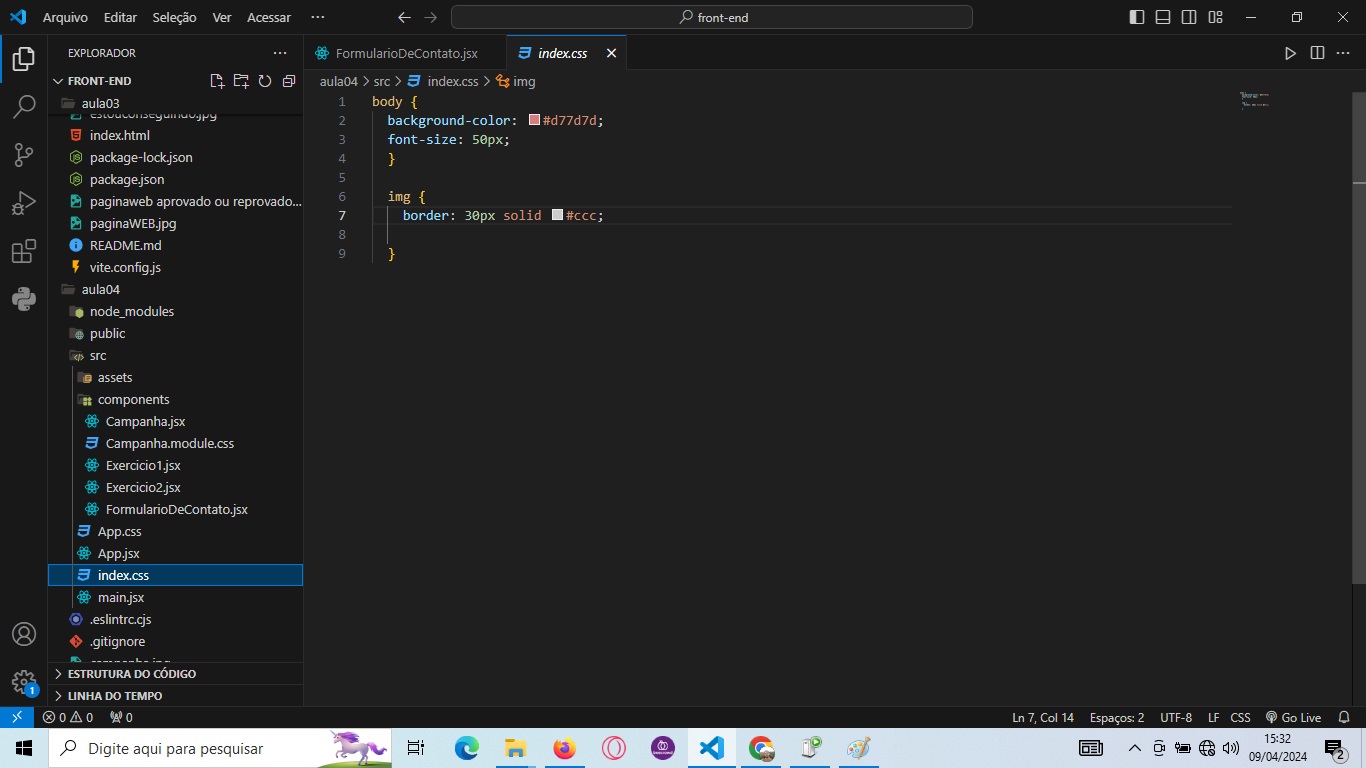 Arquivo Editar Seleção Ver Acessar ··· front-end
EXPLORADOR ···
FormularioDeContato.jsx
index.css
FRONT-END
aula04 > src > index.css > img
aula03
estouconseguindo.jpg
index.html
package-lock.json
package.json
paginaweb aprovado ou reprovado...
paginaWEB.jpg
README.md
vite.config.js
aula04
node_modules
public
src
assets
components
Campanha.jsx
Campanha.module.css
Exercicio1.jsx
Exercicio2.jsx
FormularioDeContato.jsx
App.css
App.jsx
index.css
main.jsx
.eslintrc.cjs
.gitignore
campanha.jpg
ESTRUTURA DO CÓDIGO
LINHA DO TEMPO
1
1 body {
2 background-color: #d77d7d;
3 font-size: 50px;
4 }
5
6 img {
7 border: 30px solid #ccc;
8
9 }
0 0 0 Ln 7, Col 14 Espaços: 2 UTF-8 LF CSS Go Live
Digite aqui para pesquisar
15:32
09/04/2024
2